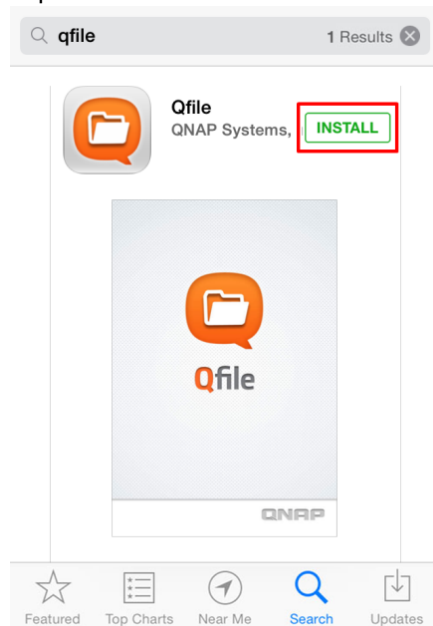 qfile 1 Results
Qfile
QNAP Systems,
INSTALL
Qfile
QNAP
Featured Top Charts Near Me Search Updates